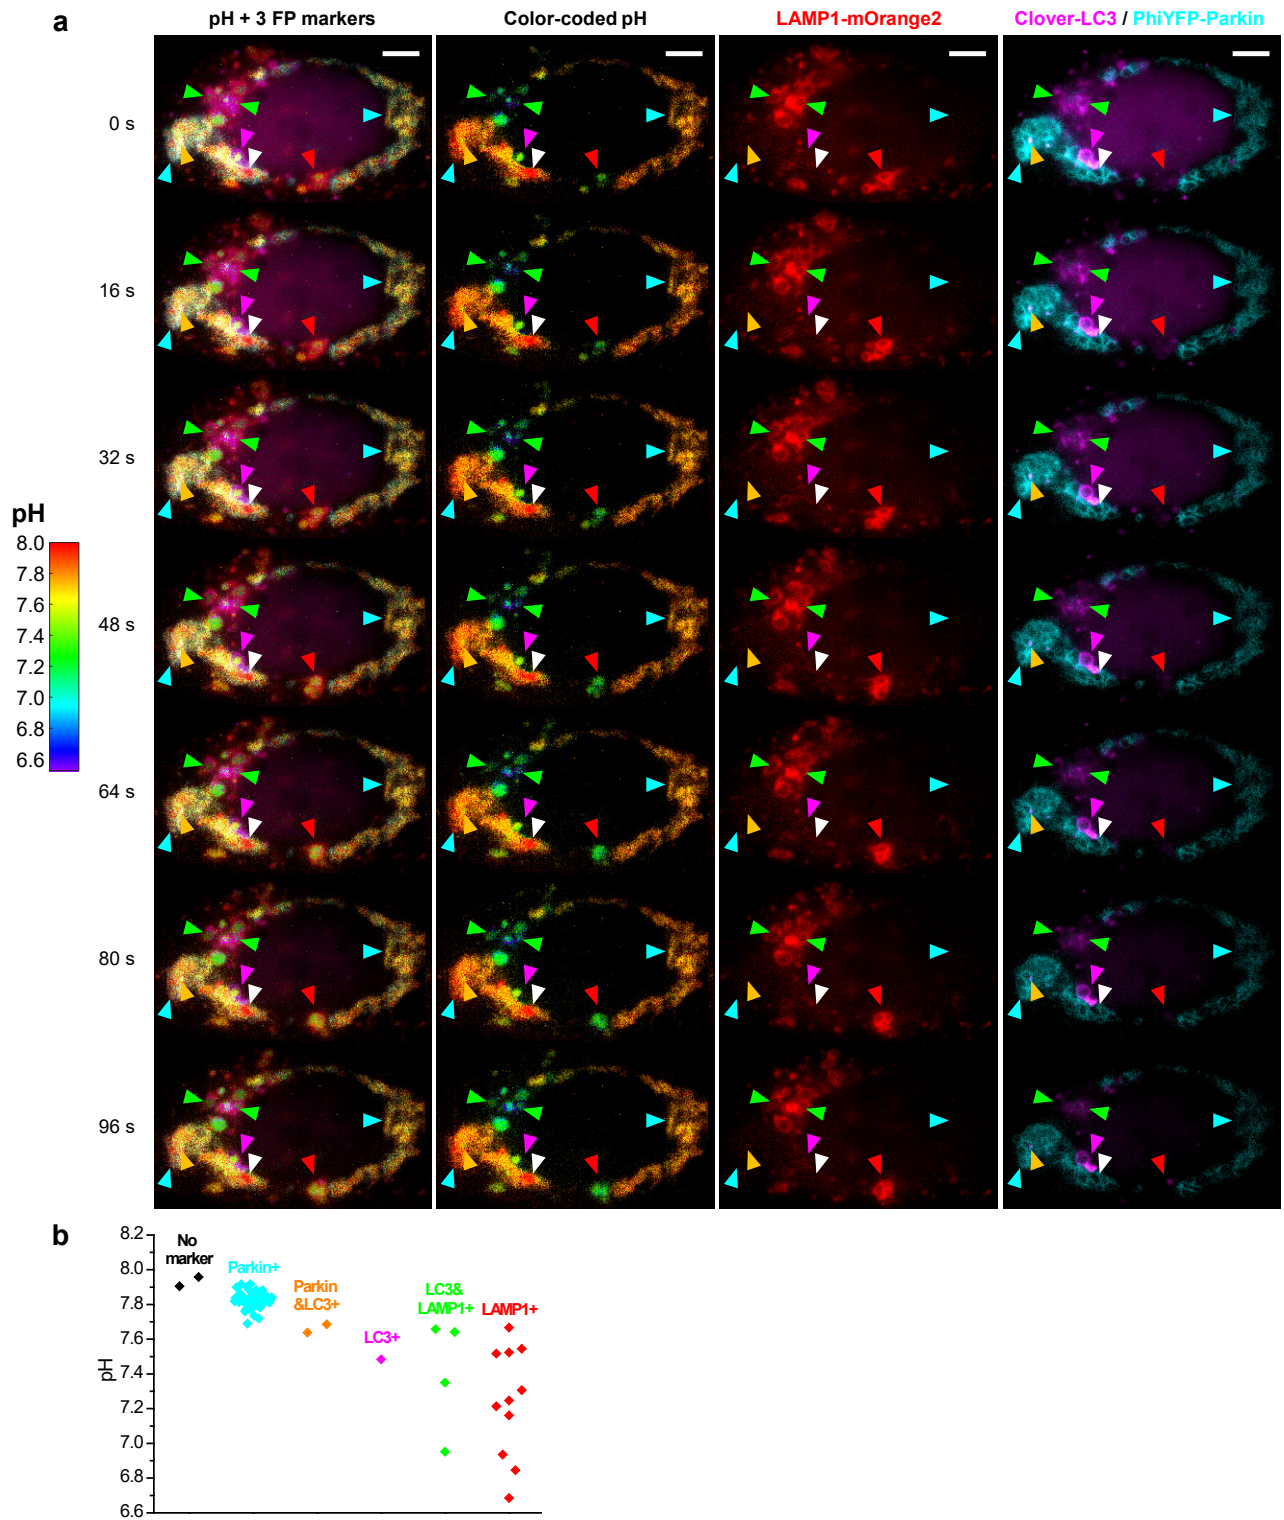 a
pH + 3 FP markers
Color-coded pH
LAMP1-mOrange2
Clover-LC3 / PhiYFP-Parkin
0 s
16 s
32 s
48 s
64 s
80 s
96 s
pH
8.0
7.8
7.6
7.4
7.2
7.0
6.8
6.6
b
8.2
8.0
7.8
7.6
7.4
7.2
7.0
6.8
6.6
pH
No
marker
Parkin+
Parkin
&LC3+
LC3+
LC3&
LAMP1+
LAMP1+